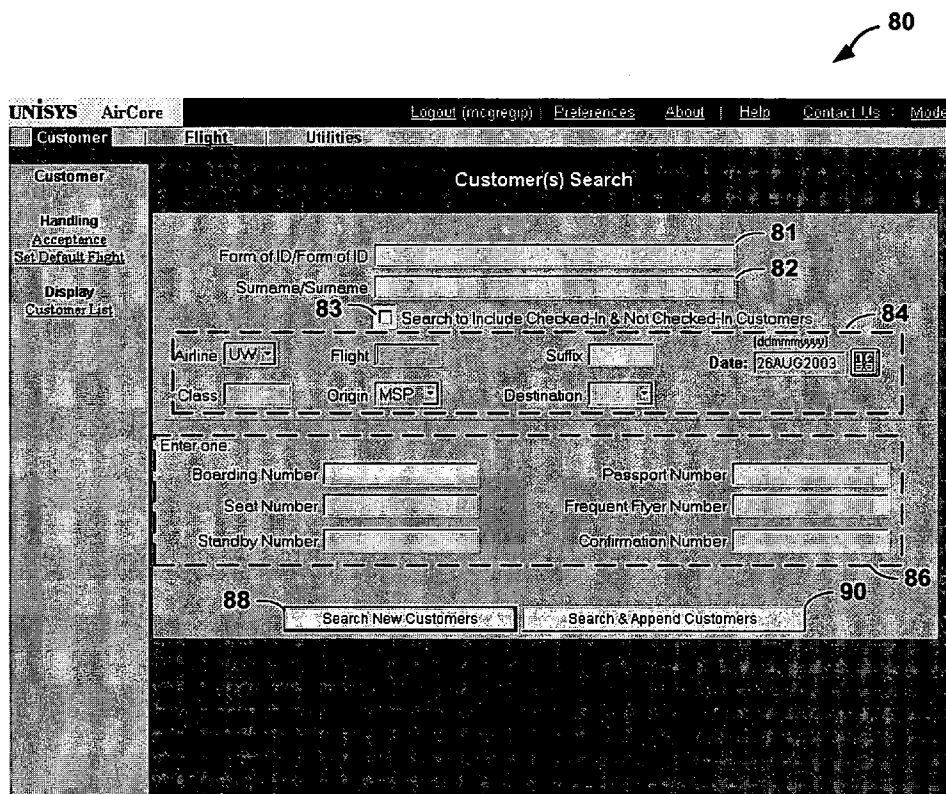 80
UNISYS AirCore Logout (mcgregip) | Preferences About | Help Contact Us : Mode
Customer Flight Utilities
Customer
Customer(s) Search
Handling
Acceptance
Set Default Flight
Display
Customer List
Form of ID/Form of ID 81
Surname/Surname 82
83 Search to Include Checked-In & Not Checked-In Customers 84
(ddmmmyyyy)
Airline UW Flight Suffix Date: 26AUG2003
Class Origin MSP Destination
Enter one:
Boarding Number Passport Number
Seat Number Frequent Flyer Number
Standby Number Confirmation Number
86
88 Search New Customers Search & Append Customers 90